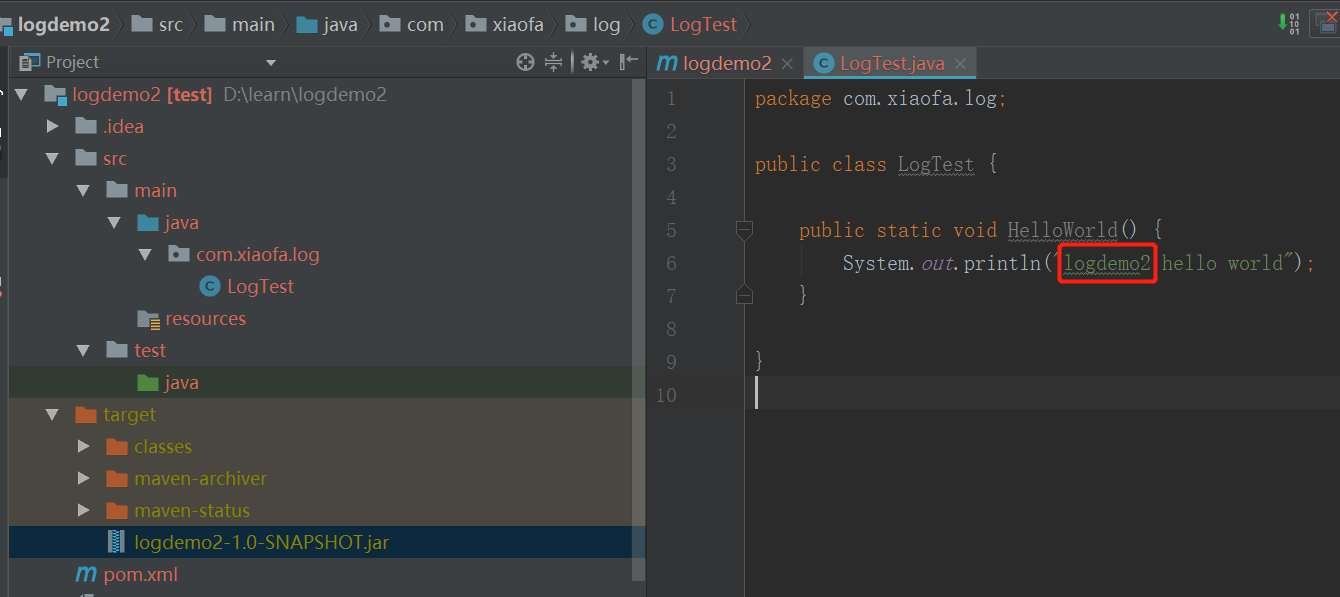 logdemo2 src main java com xiaofa log LogTest
Project
logdemo2 [test] D:\learn\logdemo2
.idea
src
main
java
com.xiaofa.log
LogTest
resources
test
java
target
classes
maven-archiver
maven-status
logdemo2-1.0-SNAPSHOT.jar
pom.xml
logdemo2 LogTest.java
1 package com.xiaofa.log;
2
3 public class LogTest {
4
5 public static void HelloWorld() {
6 System.out.println("logdemo2 hello world");
7 }
8
9 }
10